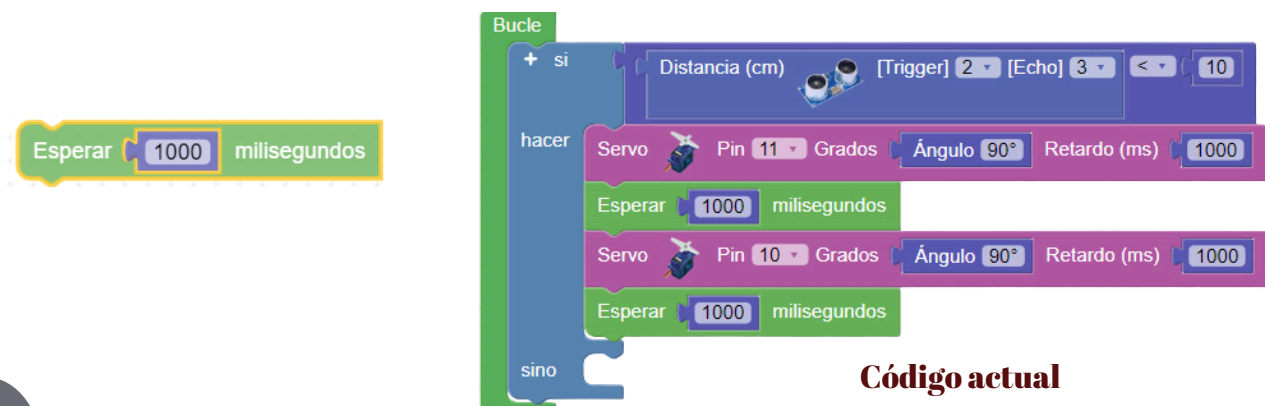 Esperar 1000 milisegundos
Bucle
+ si Distancia (cm) [Trigger] 2 [Echo] 3 < 10
hacer Servo Pin 11 Grados Ángulo 90° Retardo (ms) 1000
Esperar 1000 milisegundos
Servo Pin 10 Grados Ángulo 90° Retardo (ms) 1000
Esperar 1000 milisegundos
sino
Código actual